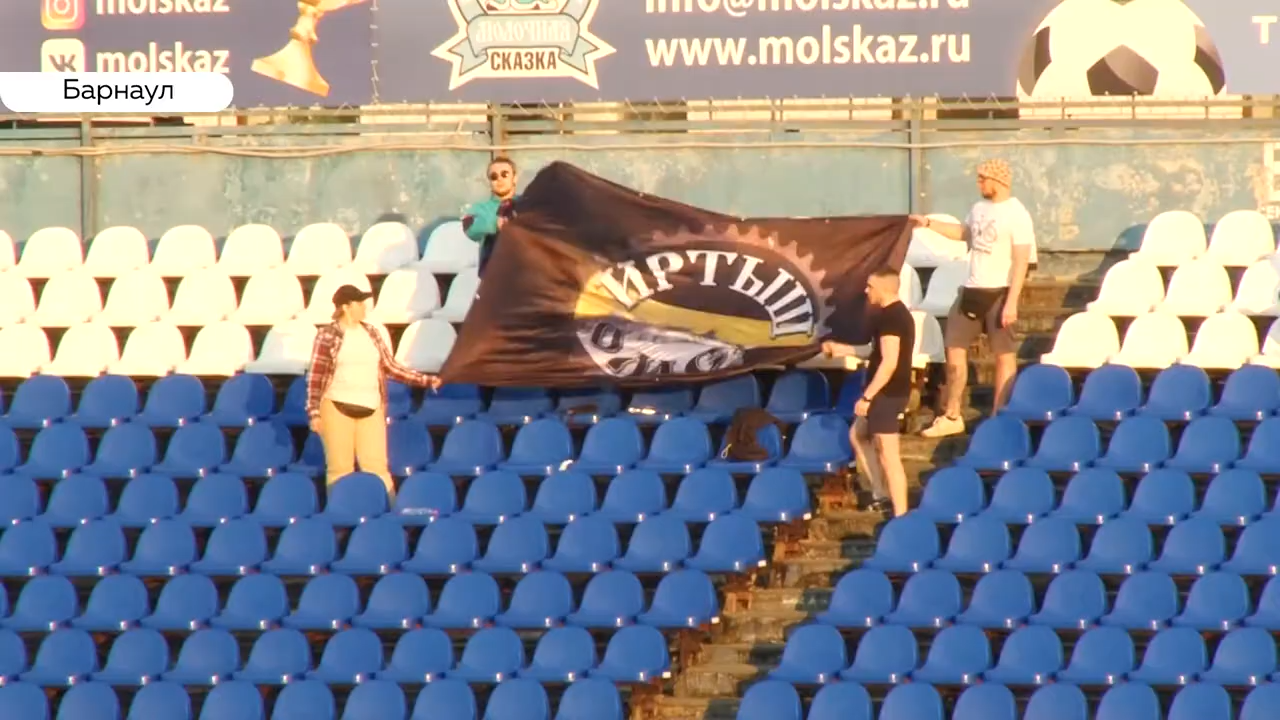 molskaz
info@molskaz.ru
МОЛОЧНАЯ
СКАЗКА
www.molskaz.ru
molskaz
Т
Барнаул
ИРТЫШ